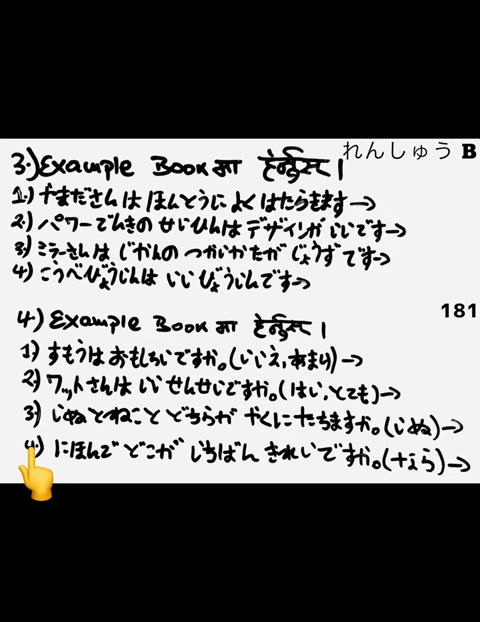 れんしゅう B
3.) Example Book मा हेर्नुहोस् ।
1.) やまださんは ほんとうに よく はたらきます→
2.) パワーでんきの せいひんは デザインが いいです→
3) ミラーさんは じかんの つかいかたが じょうずです→
4) こうべびょういんは いい びょういんです→
181
4.) Example Book मा हेर्नुहोस् ।
1) すもうは おもしろいですか。(いいえ、あまり)→
2) ワットさんは いい せんせいですか。(はい、とても)→
3) いぬと ねこと どちらが やくに たちますか。(いぬ)→
4.) にほんで どこが いちばん きれいですか。(なら)→